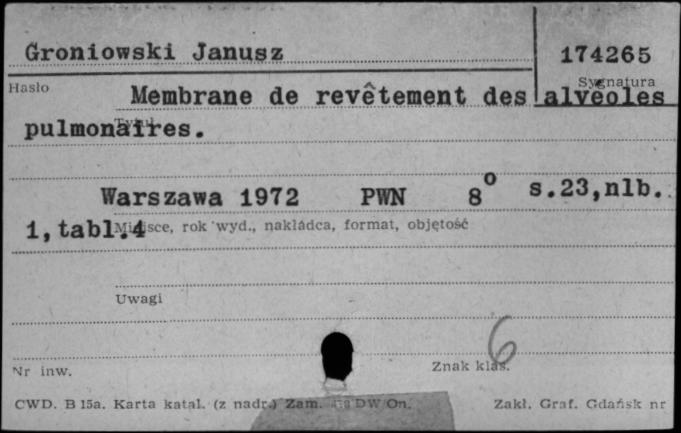 Groniowski Janusz
174265
Hasło
Sygnatura
Membrane de revêtement des alvéoles
Tytuł
pulmonaires.
Warszawa 1972 PWN 8° s.23,nlb.
1,tabl.4
Miejsce, rok wyd., nakładca, format, objętość
Uwagi
6
Nr inw.
Znak klas.
CWD. B 15a. Karta katal. (z nadr.) Zam. DW On.
Zakł. Graf. Gdańsk nr